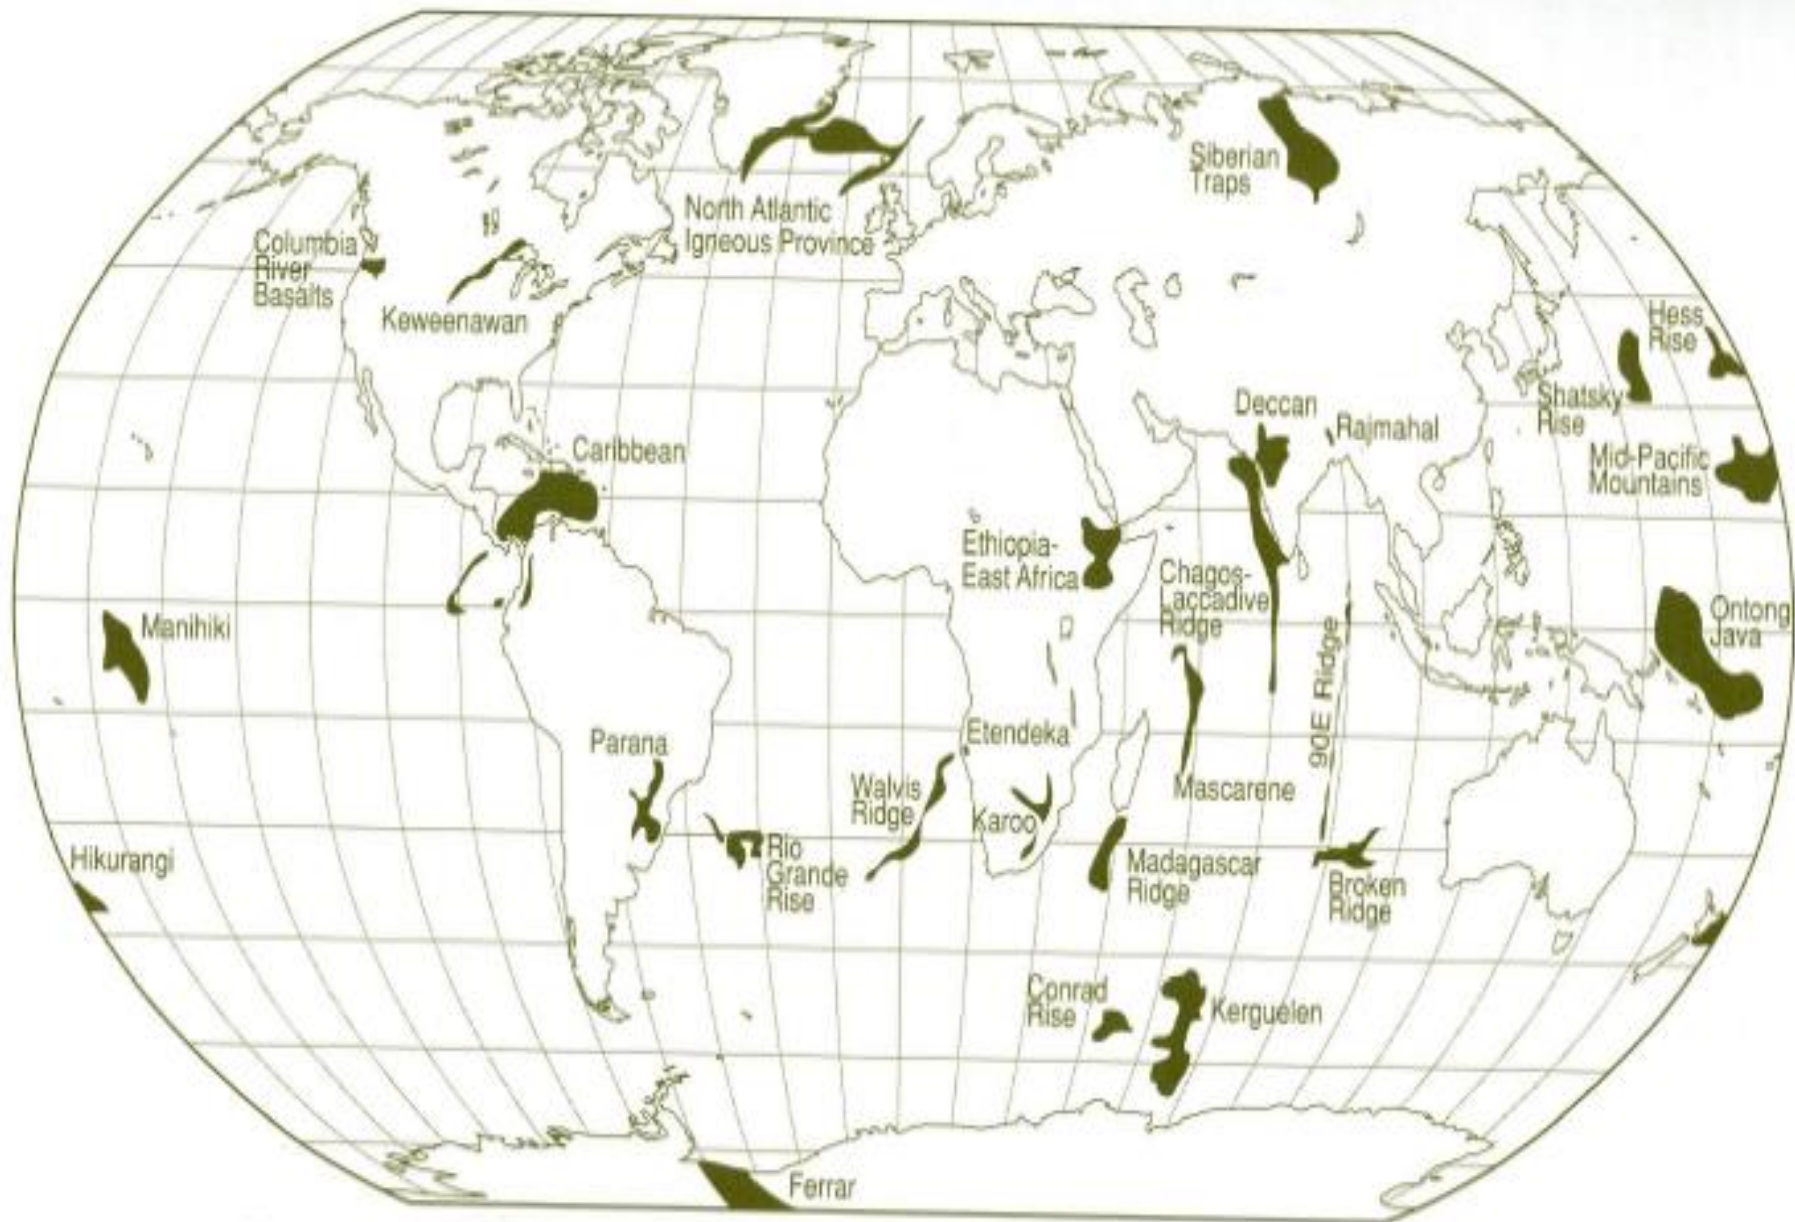 Siberian
Traps
North Atlantic
Igneous Province
Columbia
River
Basalts
Keweenawan
Hess
Rise
Shatsky
Rise
Deccan
Rajmahal
Caribbean
Mid-Pacific
Mountains
Ethiopia-
East Africa
Chagos-
Laccadive
Ridge
Manihiki
Ontong
Java
90E Ridge
Parana
Etendeka
Walvis
Ridge
Mascarene
Karoo
Hikurangi
Rio
Grande
Rise
Madagascar
Ridge
Broken
Ridge
Conrad
Rise
Kerguelen
Ferrar